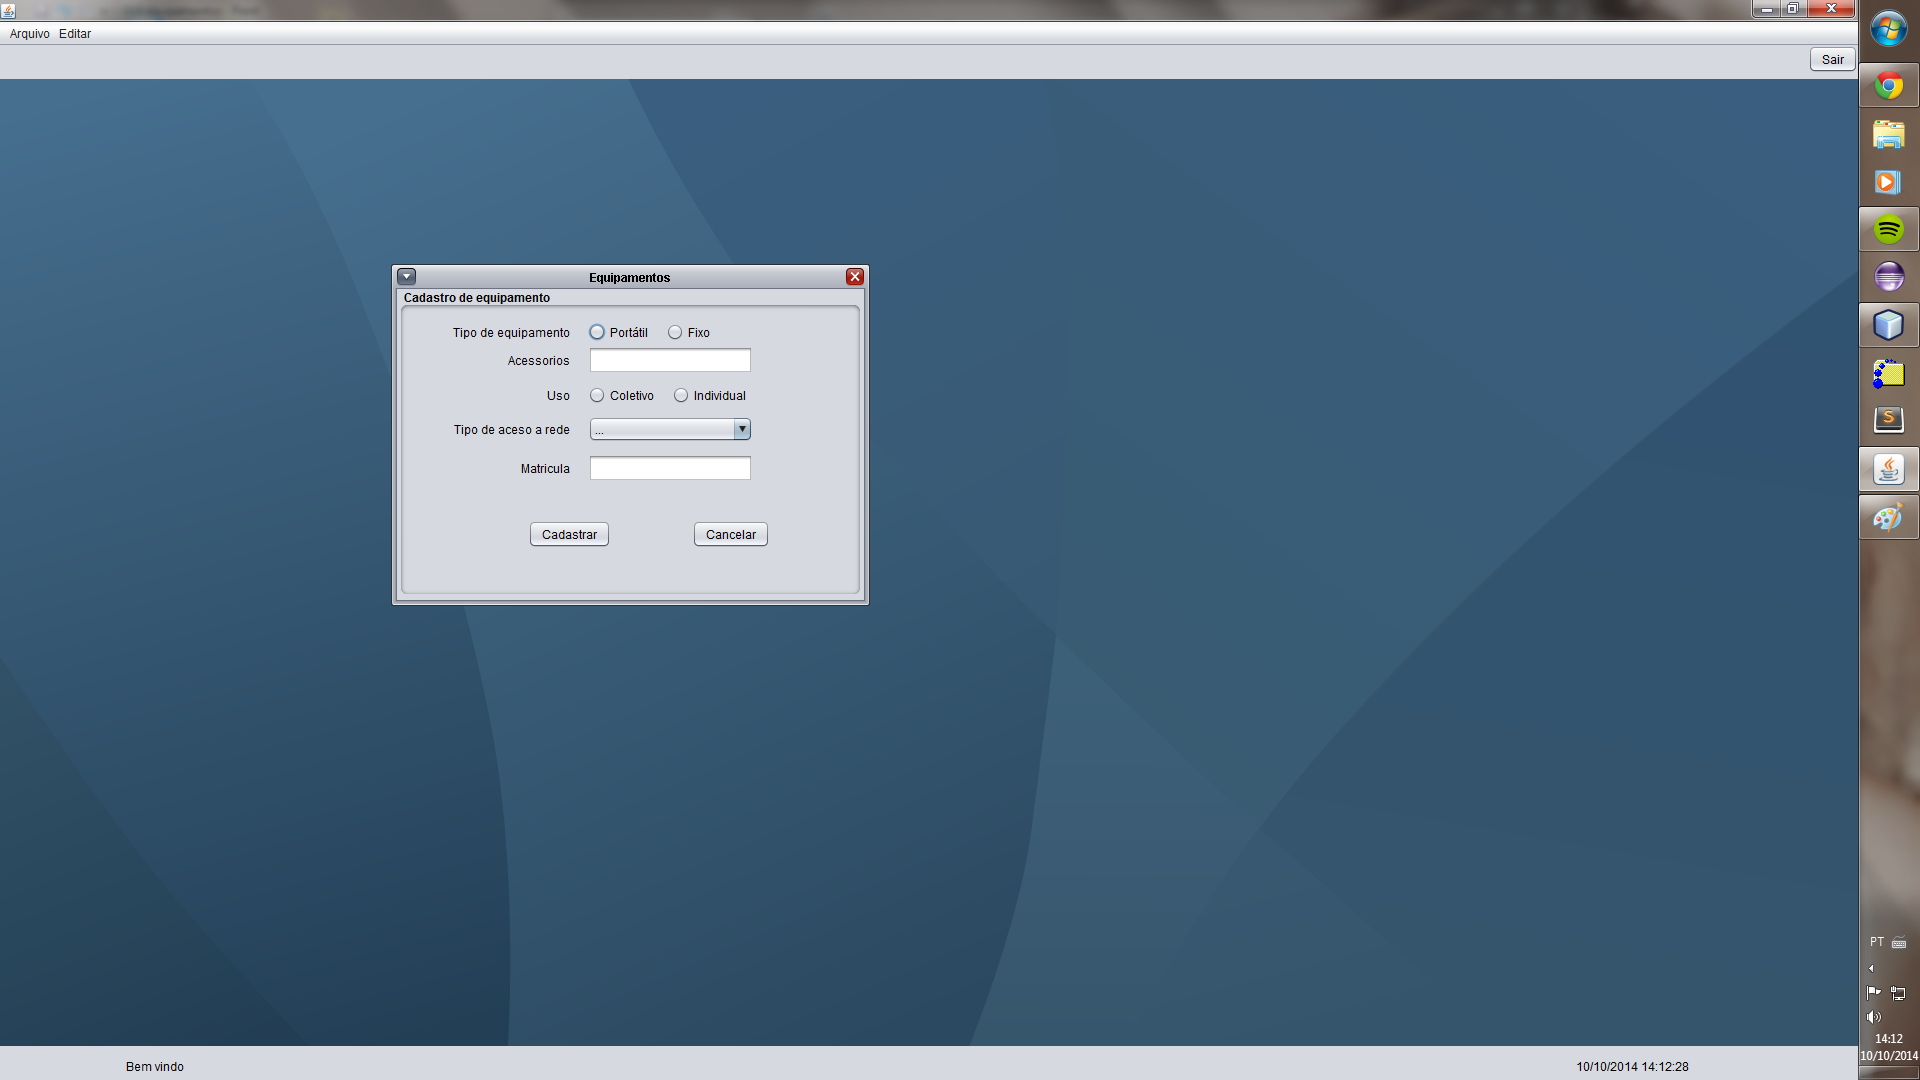 Arquivo Editar
Sair
Equipamentos
Cadastro de equipamento
Tipo de equipamento Portátil Fixo
Acessorios
Uso Coletivo Individual
Tipo de aceso a rede ...
Matricula
Cadastrar Cancelar
PT
14:12
10/10/2014
Bem vindo 10/10/2014 14:12:28